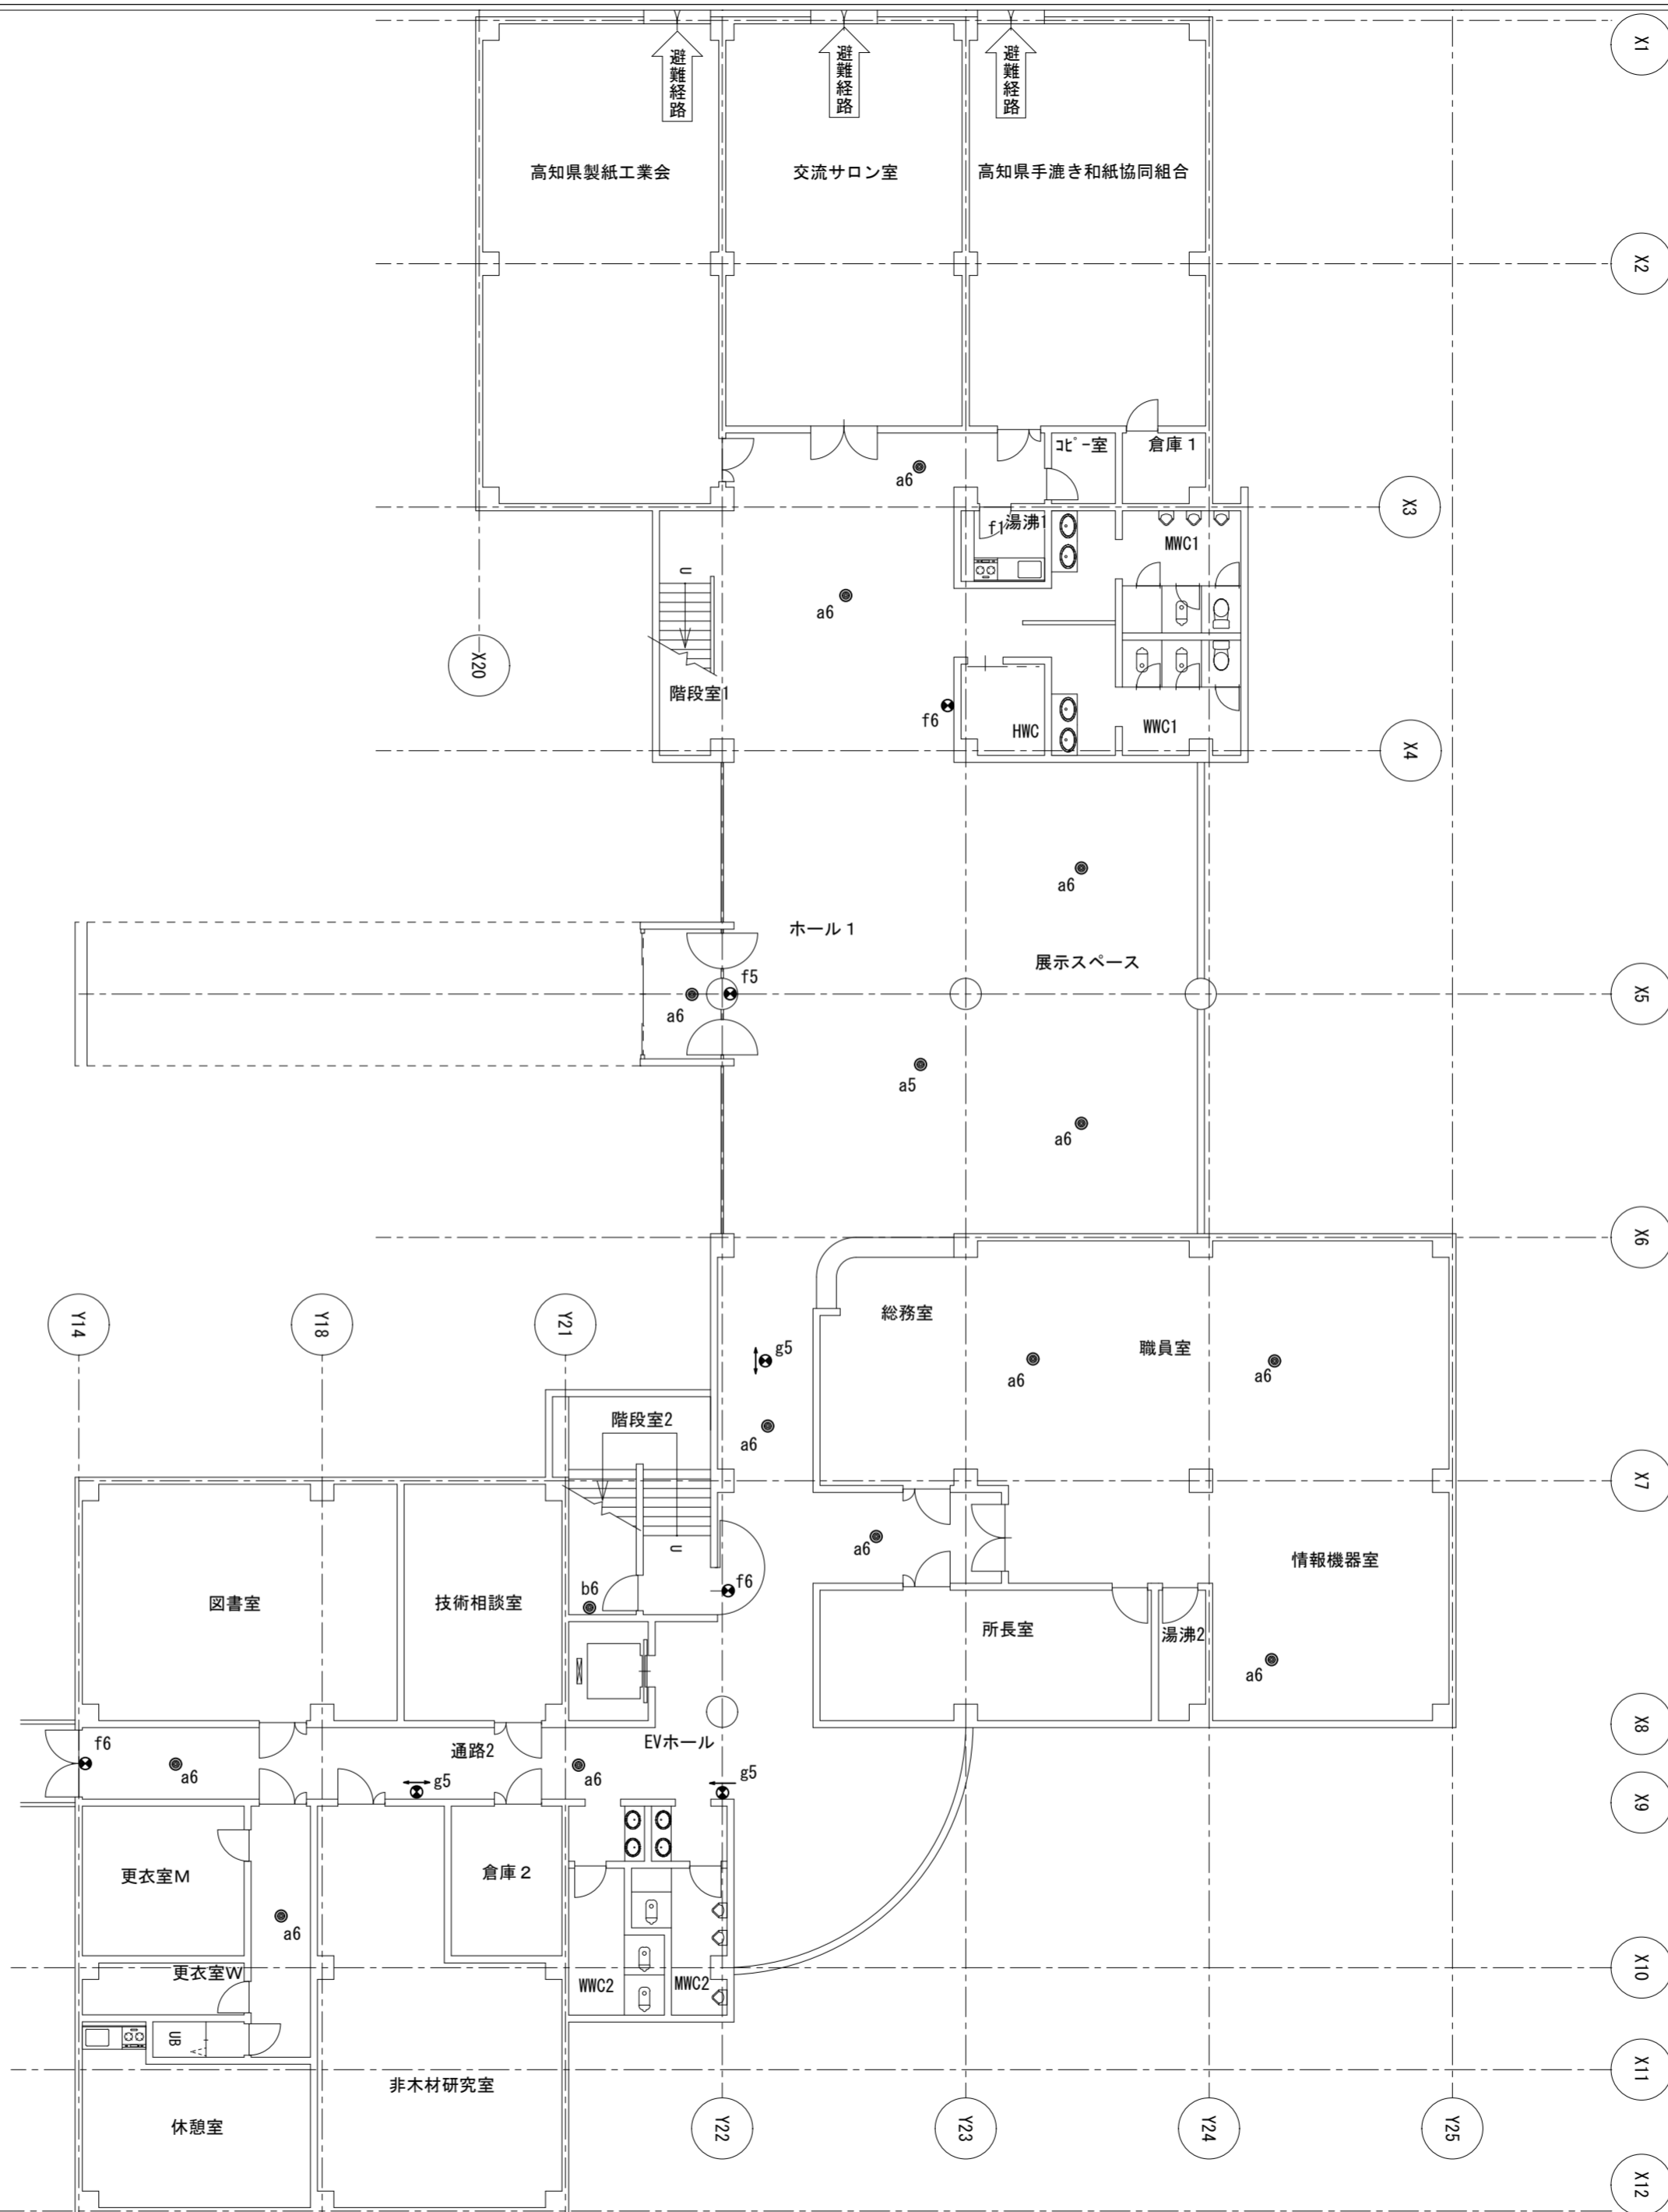 X1
避難経路
避難経路
避難経路
高知県製紙工業会
交流サロン室
高知県手漉き和紙協同組合
X2
ｺﾋﾟｰ室
倉庫１
a6
X3
湯沸1
f1
MWC1
U
a6
X20
階段室1
f6
HWC
WWC1
X4
a6
ホール１
展示スペース
f5
X5
a6
a5
a6
X6
総務室
Y14
Y18
Y21
g5
職員室
a6
a6
階段室2
a6
X7
U
a6
情報機器室
b6
f6
図書室
技術相談室
所長室
湯沸2
a6
X8
f6
通路2
EVホール
a6
a6
g5
g5
X9
更衣室Ｍ
倉庫２
a6
更衣室Ｗ
WWC2
MWC2
X10
UB
非木材研究室
X11
休憩室
Y22
Y23
Y24
Y25
X12